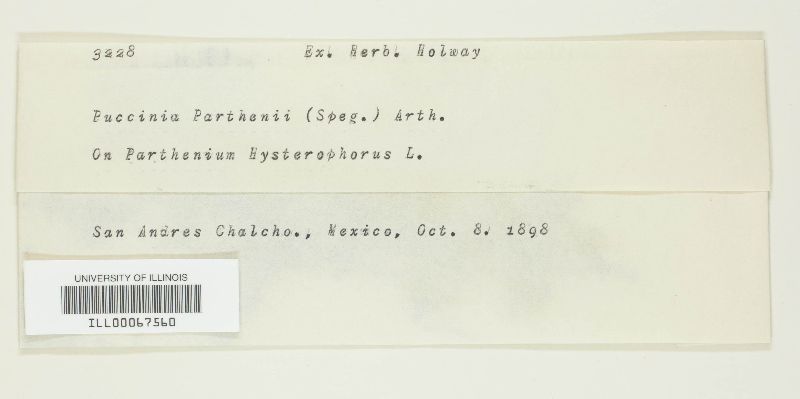 3228 Ex. Herb. Holway
Puccinia Parthenii (Speg.) Arth.
On Parthenium Hysterophorus L.
San Andres Chalcho., Mexico, Oct. 8. 1898
UNIVERSITY OF ILLINOIS
ILL00067560